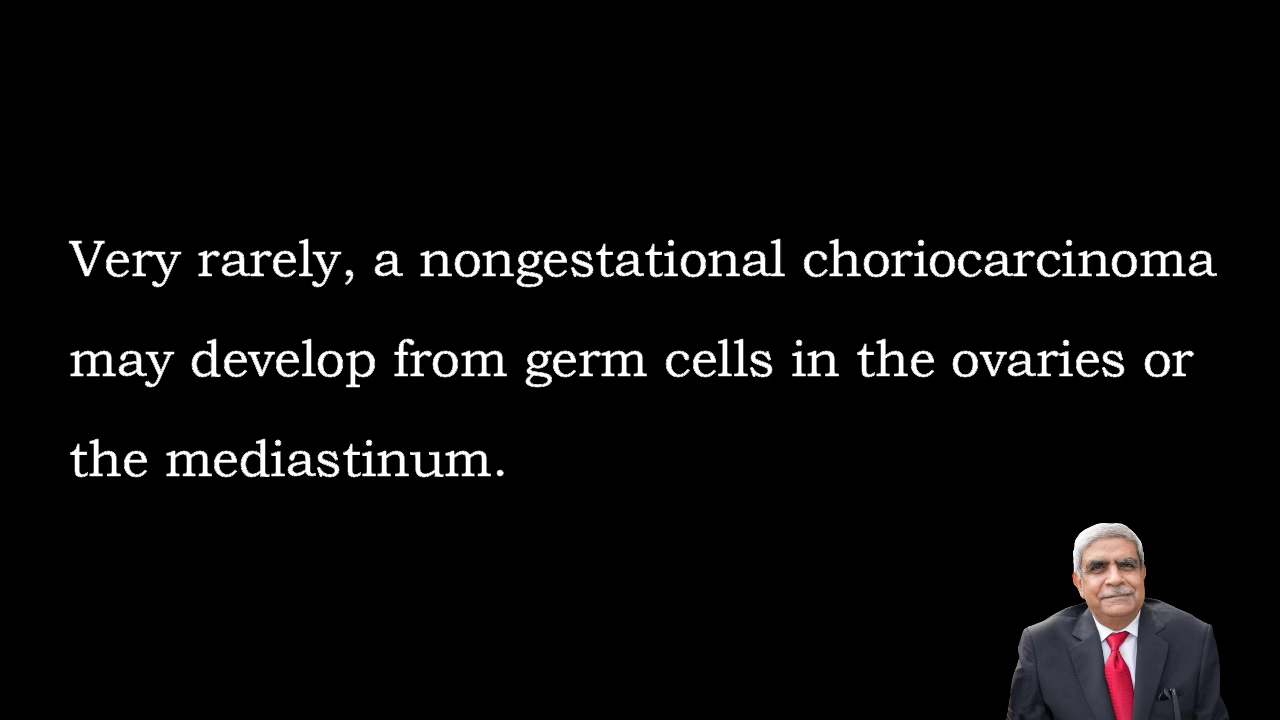 Very rarely, a nongestational choriocarcinoma
may develop from germ cells in the ovaries or
the mediastinum.